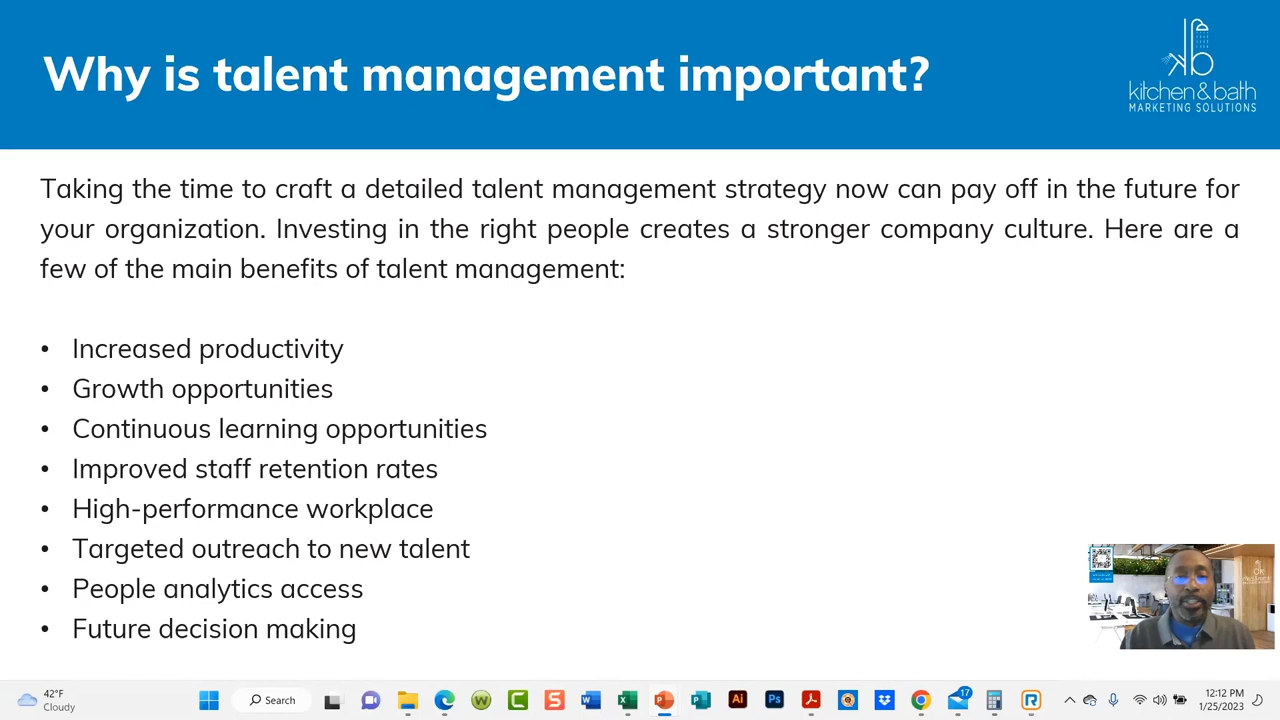 Why is talent management important?
kb
kitchen & bath
MARKETING SOLUTIONS
Taking the time to craft a detailed talent management strategy now can pay off in the future for
your organization. Investing in the right people creates a stronger company culture. Here are a
few of the main benefits of talent management:
• Increased productivity
• Growth opportunities
• Continuous learning opportunities
• Improved staff retention rates
• High-performance workplace
• Targeted outreach to new talent
• People analytics access
• Future decision making
42°F
Cloudy
Search
17
12:12 PM
1/25/2023